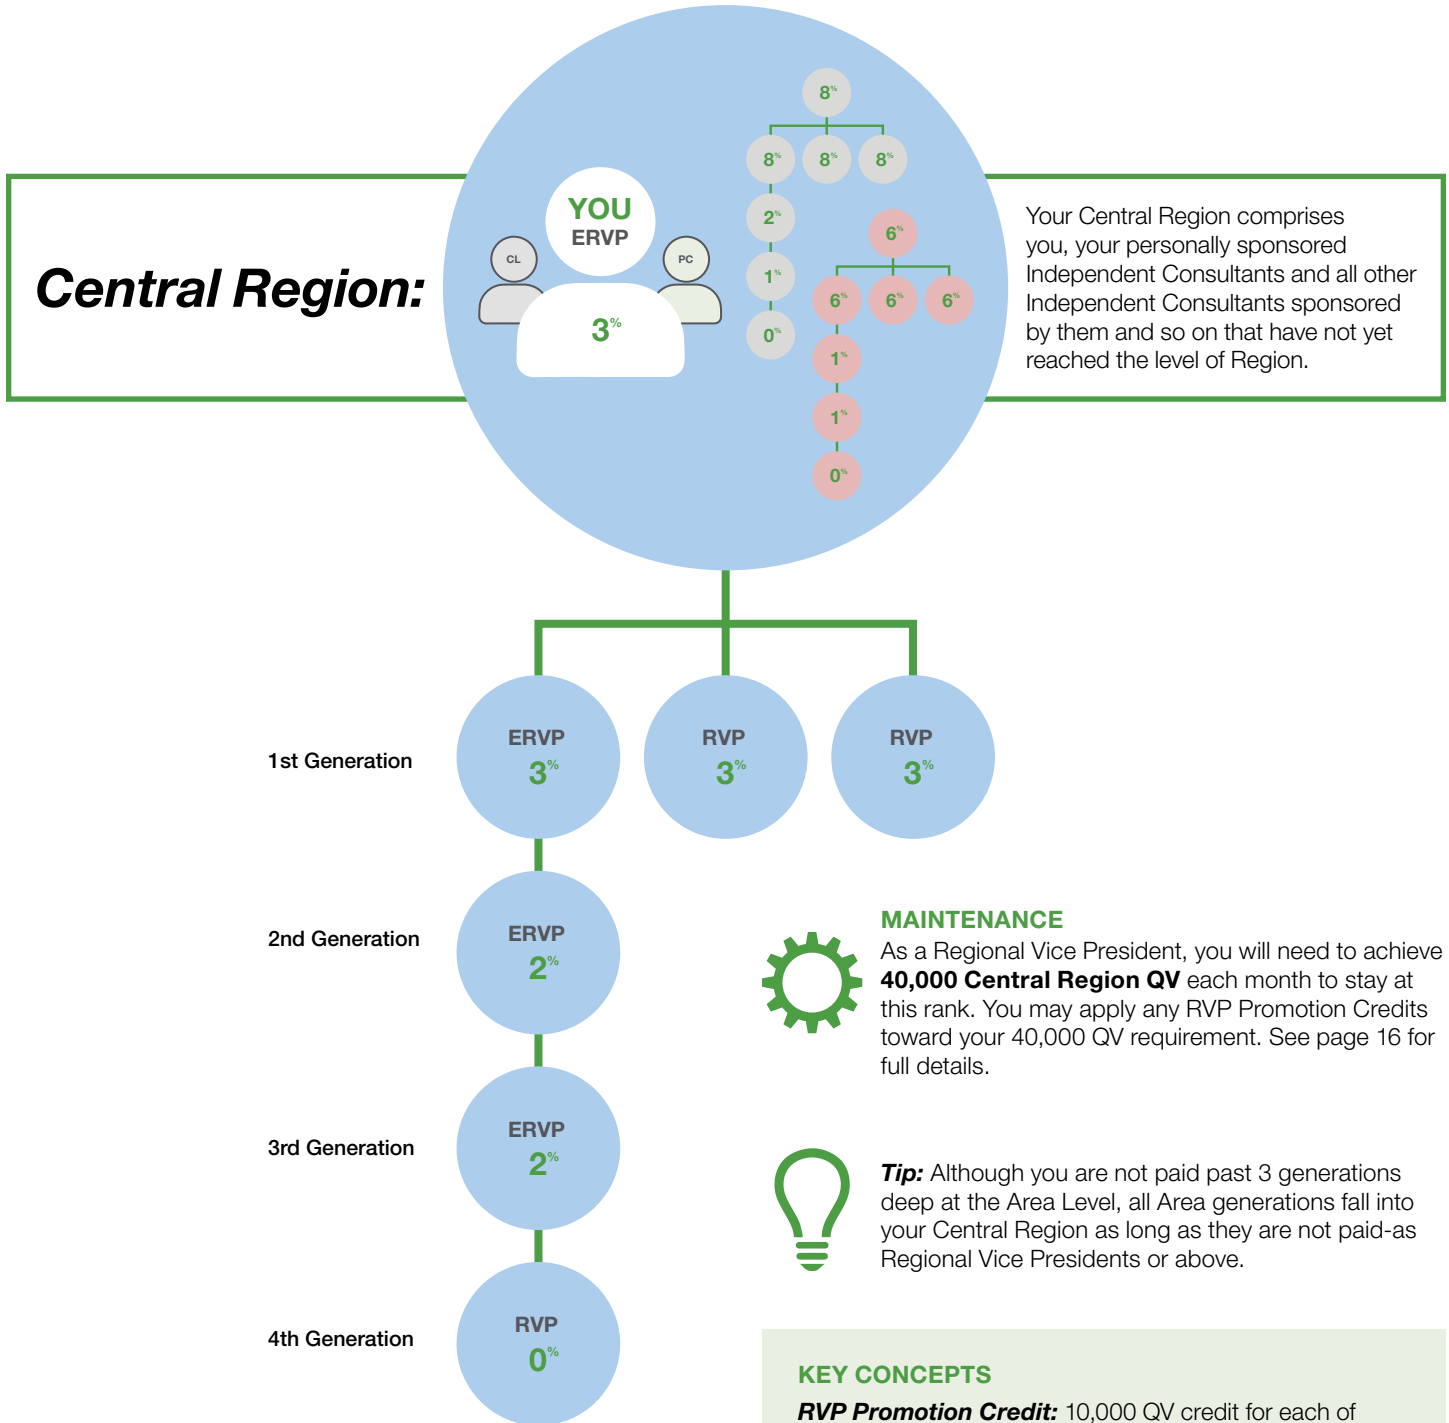 Central Region:
YOU
ERVP
CL
PC
3%
8%
8% 8% 8%
2%
1%
0%
6%
6% 6% 6%
1%
1%
0%
Your Central Region comprises
you, your personally sponsored
Independent Consultants and all other
Independent Consultants sponsored
by them and so on that have not yet
reached the level of Region.
1st Generation
ERVP
3%
RVP
3%
RVP
3%
2nd Generation
ERVP
2%
3rd Generation
ERVP
2%
4th Generation
RVP
0%
MAINTENANCE
As a Regional Vice President, you will need to achieve
40,000 Central Region QV each month to stay at
this rank. You may apply any RVP Promotion Credits
toward your 40,000 QV requirement. See page 16 for
full details.
Tip: Although you are not paid past 3 generations
deep at the Area Level, all Area generations fall into
your Central Region as long as they are not paid-as
Regional Vice Presidents or above.
KEY CONCEPTS
RVP Promotion Credit: 10,000 QV credit for each of